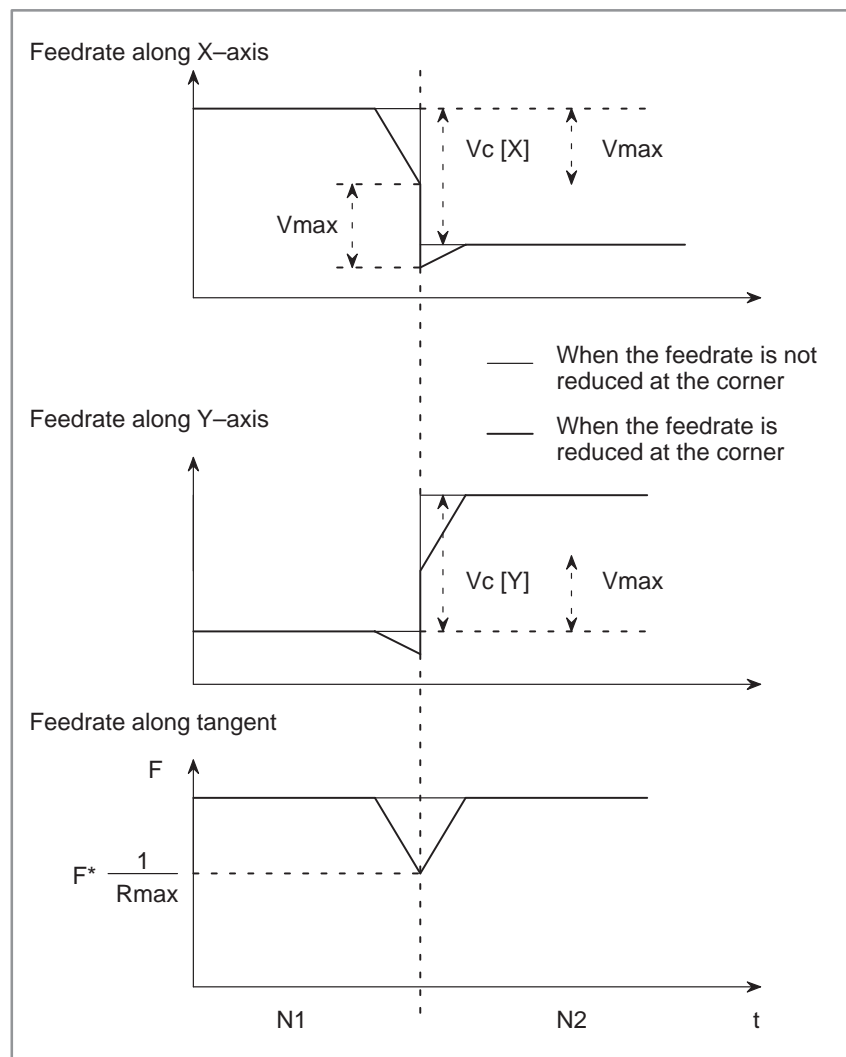 Feedrate along X–axis
Vc [X]
Vmax
Vmax
When the feedrate is not
reduced at the corner
When the feedrate is
reduced at the corner
Feedrate along Y–axis
Vc [Y]
Vmax
Feedrate along tangent
F
F* 1
Rmax
N1
N2
t